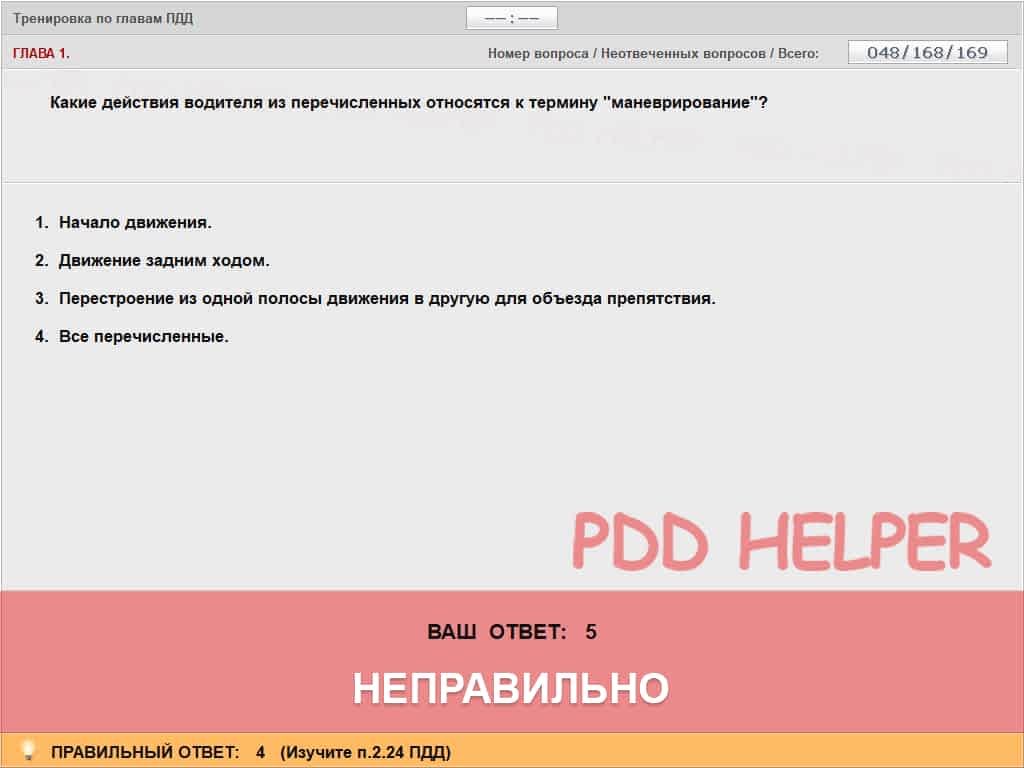 Тренировка по главам ПДД
–– : ––
ГЛАВА 1.
Номер вопроса / Неотвеченных вопросов / Всего: 048/168/169
Какие действия водителя из перечисленных относятся к термину "маневрирование"?
1. Начало движения.
2. Движение задним ходом.
3. Перестроение из одной полосы движения в другую для объезда препятствия.
4. Все перечисленные.
PDD HELPER
ВАШ ОТВЕТ: 5
НЕПРАВИЛЬНО
ПРАВИЛЬНЫЙ ОТВЕТ: 4 (Изучите п.2.24 ПДД)